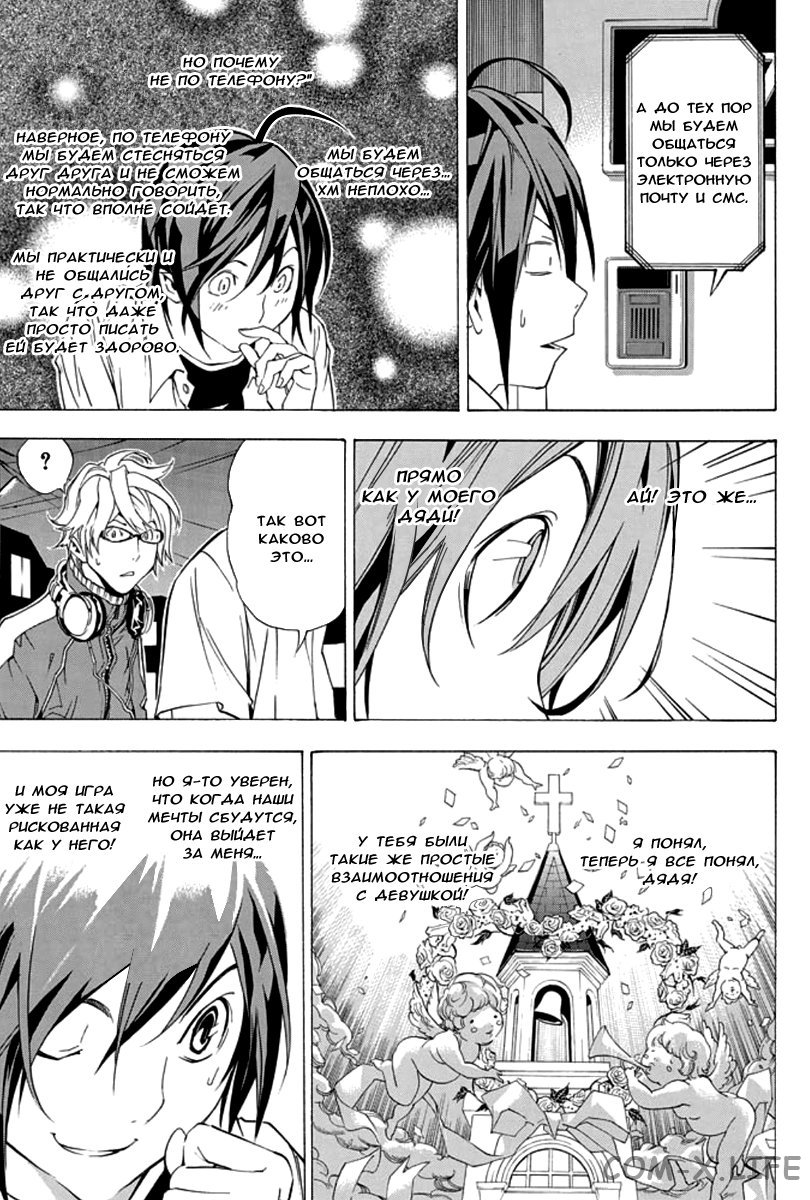 А ДО ТЕХ ПОР
МЫ БУДЕМ
ОБЩАТЬСЯ
ТОЛЬКО ЧЕРЕЗ
ЭЛЕКТРОННУЮ
ПОЧТУ И СМС.
НО ПОЧЕМУ
НЕ ПО ТЕЛЕФОНУ?"
МЫ БУДЕМ
ОБЩАТЬСЯ ЧЕРЕЗ...
ХМ НЕПЛОХО...
НАВЕРНОЕ, ПО ТЕЛЕФОНУ
МЫ БУДЕМ СТЕСНЯТЬСЯ
ДРУГ ДРУГА И НЕ СМОЖЕМ
НОРМАЛЬНО ГОВОРИТЬ,
ТАК ЧТО ВПОЛНЕ СОЙДЕТ.
МЫ ПРАКТИЧЕСКИ И
НЕ ОБЩАЛИСЬ
ДРУГ С ДРУГОМ,
ТАК ЧТО ДАЖЕ
ПРОСТО ПИСАТЬ
ЕЙ БУДЕТ ЗДОРОВО.
АЙ! ЭТО ЖЕ...
ПРЯМО
КАК У МОЕГО
ДЯДИ!
ТАК ВОТ
КАКОВО
ЭТО...
?
Я ПОНЯЛ,
ТЕПЕРЬ Я ВСЕ ПОНЯЛ,
ДЯДЯ!
У ТЕБЯ БЫЛИ
ТАКИЕ ЖЕ ПРОСТЫЕ
ВЗАИМООТНОШЕНИЯ
С ДЕВУШКОЙ!
НО Я-ТО УВЕРЕН,
ЧТО КОГДА НАШИ
МЕЧТЫ СБУДУТСЯ,
ОНА ВЫЙДЕТ
ЗА МЕНЯ...
И МОЯ ИГРА
УЖЕ НЕ ТАКАЯ
РИСКОВАННАЯ
КАК У НЕГО!
COM-X.LIFE